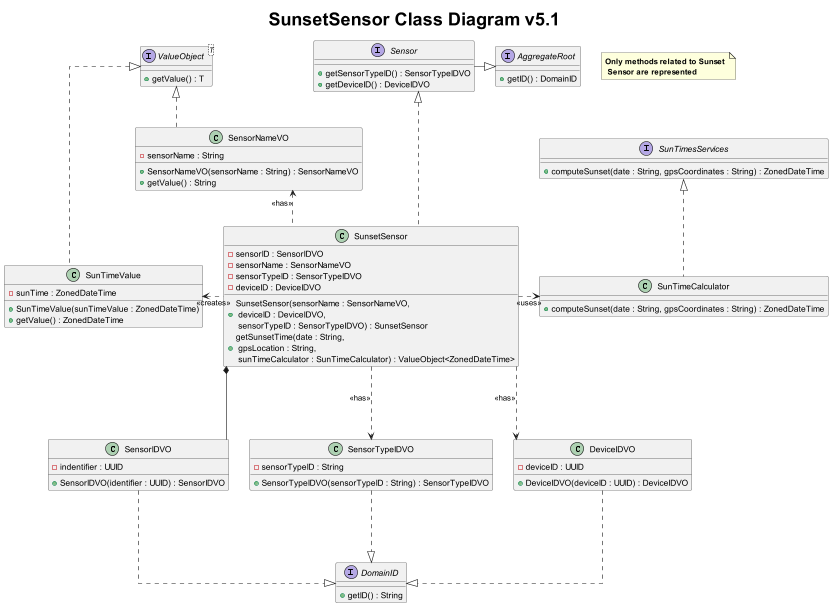 SunsetSensor Class Diagram v5.1
I ValueObject T
getValue() : T
I Sensor
getSensorTypeID() : SensorTypeIDVO
getDeviceID() : DeviceIDVO
I AggregateRoot
getID() : DomainID
Only methods related to Sunset
Sensor are represented
C SensorNameVO
sensorName : String
SensorNameVO(sensorName : String) : SensorNameVO
getValue() : String
I SunTimesServices
computeSunset(date : String, gpsCoordinates : String) : ZonedDateTime
«has»
C SunsetSensor
sensorID : SensorIDVO
sensorName : SensorNameVO
sensorTypeID : SensorTypeIDVO
deviceID : DeviceIDVO
SunsetSensor(sensorName : SensorNameVO,
deviceID : DeviceIDVO,
sensorTypeID : SensorTypeIDVO) : SunsetSensor
getSunsetTime(date : String,
gpsLocation : String,
sunTimeCalculator : SunTimeCalculator) : ValueObject<ZonedDateTime>
C SunTimeValue
sunTime : ZonedDateTime
SunTimeValue(sunTimeValue : ZonedDateTime)
getValue() : ZonedDateTime
«creates»
«uses»
C SunTimeCalculator
computeSunset(date : String, gpsCoordinates : String) : ZonedDateTime
«has»
«has»
C SensorIDVO
indentifier : UUID
SensorIDVO(identifier : UUID) : SensorIDVO
C SensorTypeIDVO
sensorTypeID : String
SensorTypeIDVO(sensorTypeID : String) : SensorTypeIDVO
C DeviceIDVO
deviceID : UUID
DeviceIDVO(deviceID : UUID) : DeviceIDVO
I DomainID
getID() : String